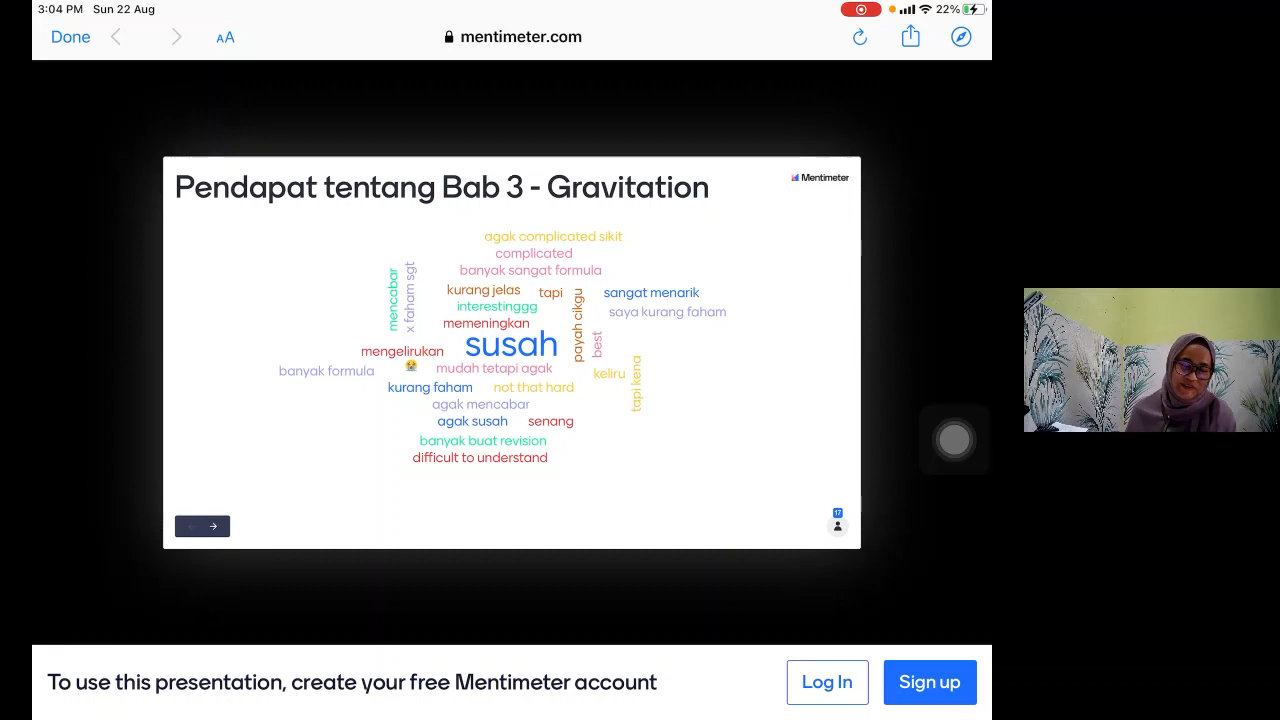 3:04 PM Sun 22 Aug
22%
Done
AA
mentimeter.com
Pendapat tentang Bab 3 - Gravitation
Mentimeter
agak complicated sikit
complicated
banyak sangat formula
mencabar
x faham sgt
kurang jelas
tapi
payah cikgu
sangat menarik
interestinggg
saya kurang faham
memeningkan
susah
best
mengelirukan
banyak formula
mudah tetapi agak
keliru
tapi kena
kurang faham
not that hard
agak mencabar
agak susah
senang
banyak buat revision
difficult to understand
17
To use this presentation, create your free Mentimeter account
Log In
Sign up